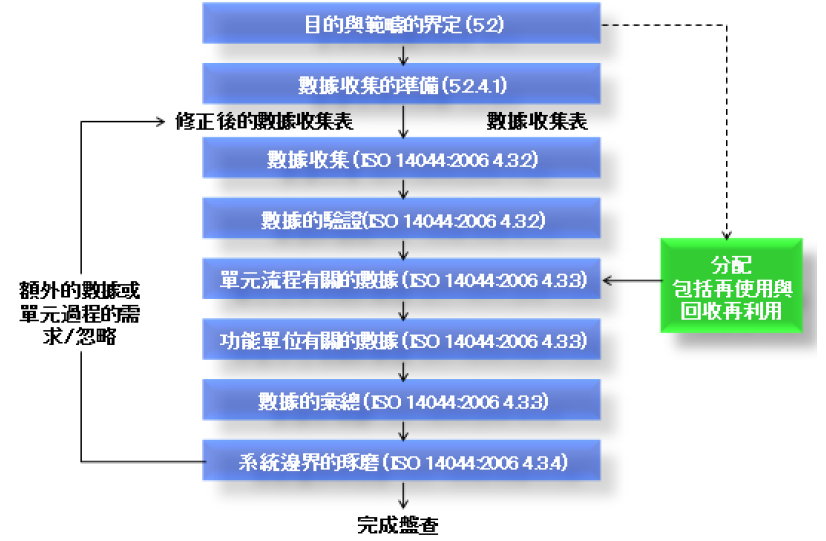 目的與範疇的界定(5.2)
數據收集的準備(5.2.4.1)
修正後的數據收集表
數據收集表
數據收集(ISO 14044:2006 4.3.2)
數據的驗證(ISO 14044:2006 4.3.2)
單元流程有關的數據(ISO 14044:2006 4.3.3)
分配
包括再使用與
回收再利用
額外的數據或
單元過程的需
求/忽略
功能單位有關的數據(ISO 14044:2006 4.3.3)
數據的彙總(ISO 14044:2006 4.3.3)
系統邊界的琢磨(ISO 14044:2006 4.3.4)
完成盤查